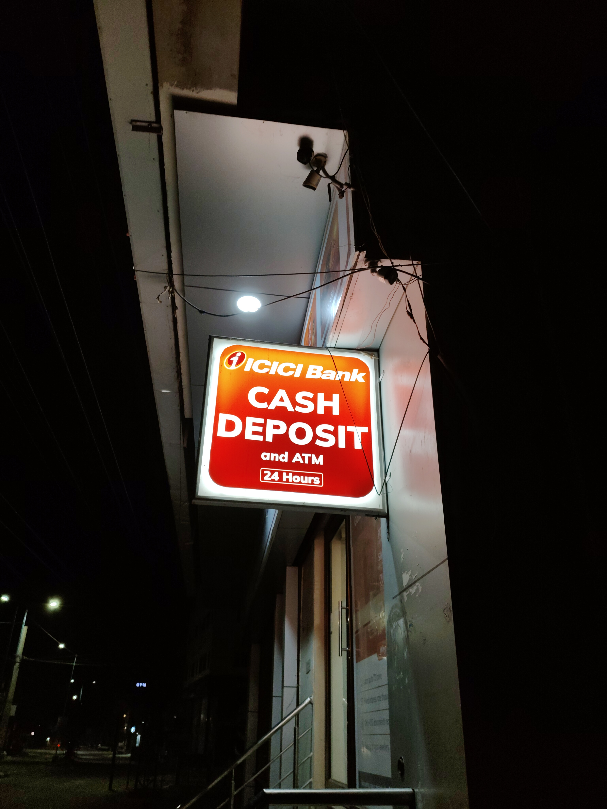 ICICI Bank
CASH
DEPOSIT
and ATM
24 Hours